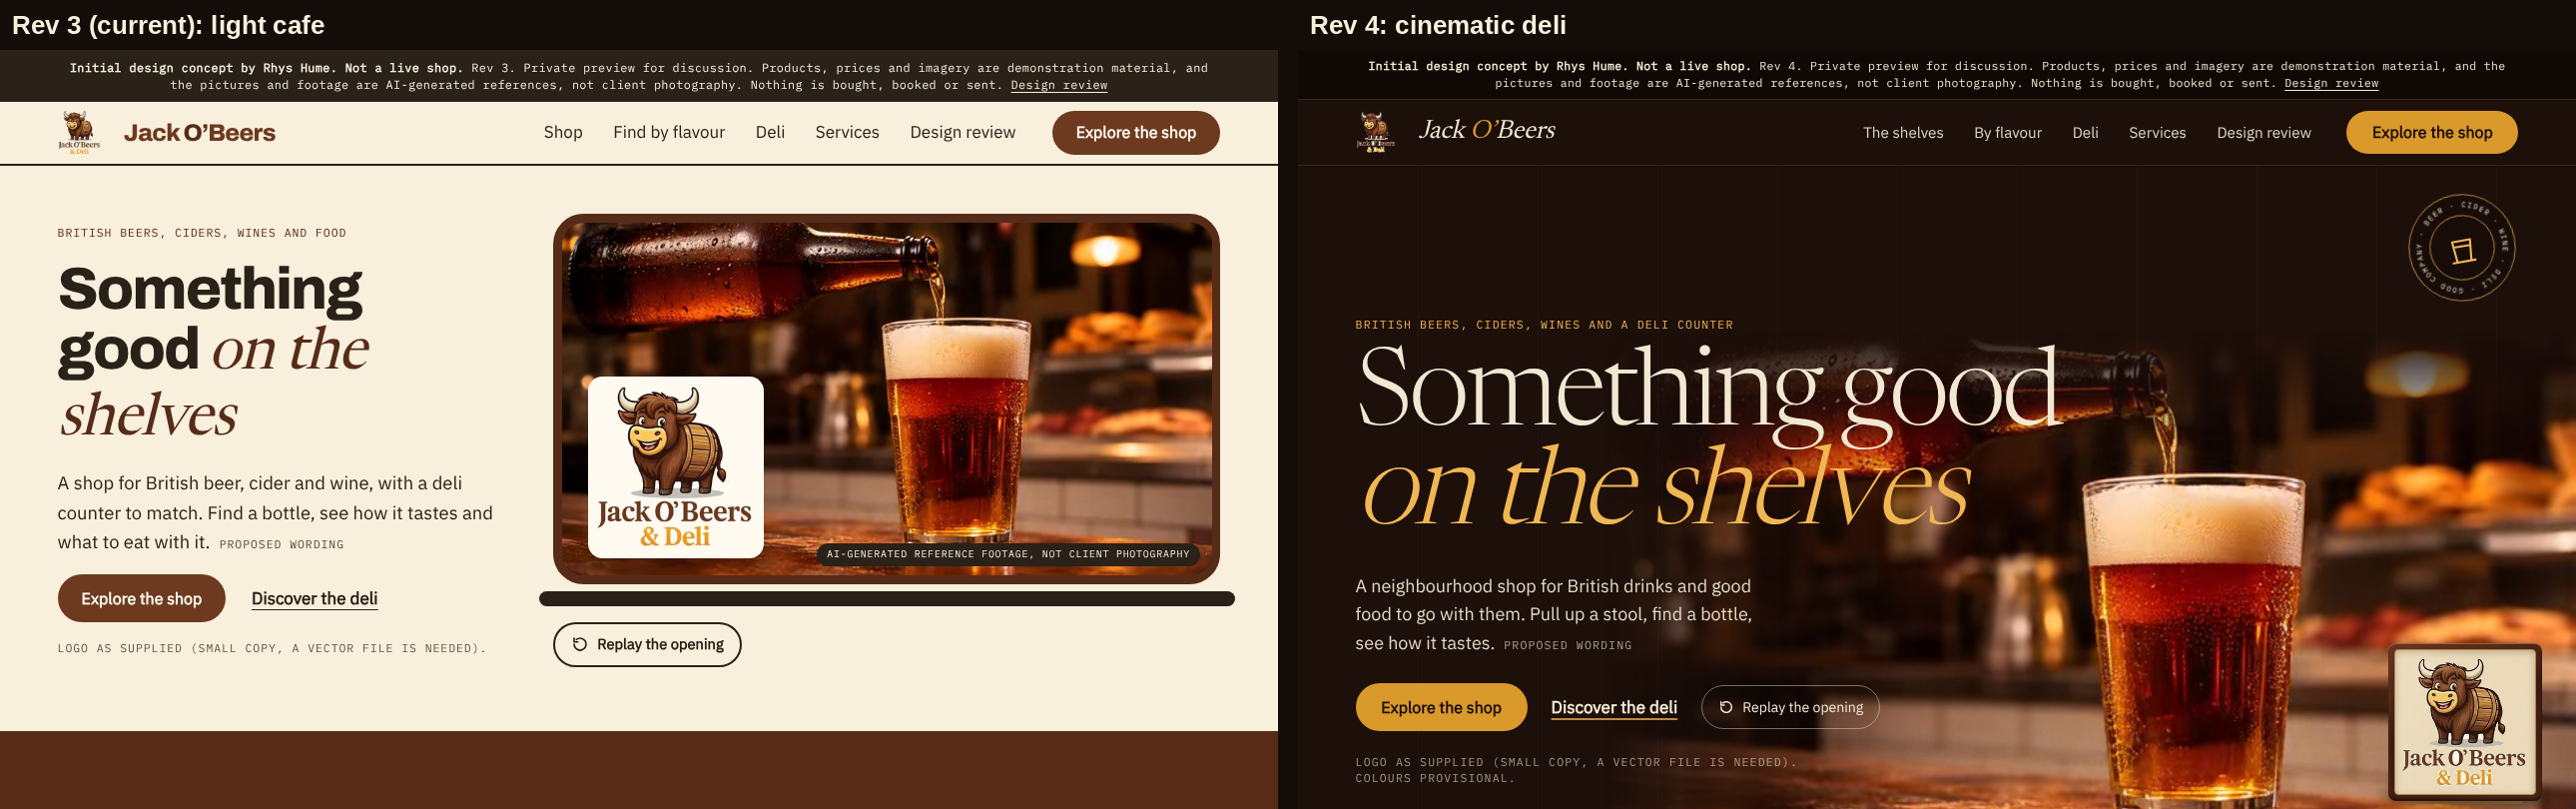 Rev 3 (current): light cafe
Initial design concept by Rhys Hume. Not a live shop. Rev 3. Private preview for discussion. Products, prices and imagery are demonstration material, and
the pictures and footage are AI-generated references, not client photography. Nothing is bought, booked or sent. Design review
Jack O’Beers
& Deli
Jack O’Beers
Shop
Find by flavour
Deli
Services
Design review
Explore the shop
BRITISH BEERS, CIDERS, WINES AND FOOD
Something
good on the
shelves
A shop for British beer, cider and wine, with a deli
counter to match. Find a bottle, see how it tastes and
what to eat with it. PROPOSED WORDING
Explore the shop
Discover the deli
LOGO AS SUPPLIED (SMALL COPY, A VECTOR FILE IS NEEDED).
Jack O’Beers
& Deli
AI-GENERATED REFERENCE FOOTAGE, NOT CLIENT PHOTOGRAPHY
Replay the opening
Rev 4: cinematic deli
Initial design concept by Rhys Hume. Not a live shop. Rev 4. Private preview for discussion. Products, prices and imagery are demonstration material, and the
pictures and footage are AI-generated references, not client photography. Nothing is bought, booked or sent. Design review
Jack O’Beers
& Deli
Jack O’Beers
The shelves
By flavour
Deli
Services
Design review
Explore the shop
BEER · CIDER · WINE · DELI · GOOD COMPANY ·
BRITISH BEERS, CIDERS, WINES AND A DELI COUNTER
Something good
on the shelves
A neighbourhood shop for British drinks and good
food to go with them. Pull up a stool, find a bottle,
see how it tastes. PROPOSED WORDING
Explore the shop
Discover the deli
Replay the opening
LOGO AS SUPPLIED (SMALL COPY, A VECTOR FILE IS NEEDED).
COLOURS PROVISIONAL.
Jack O’Beers
& Deli